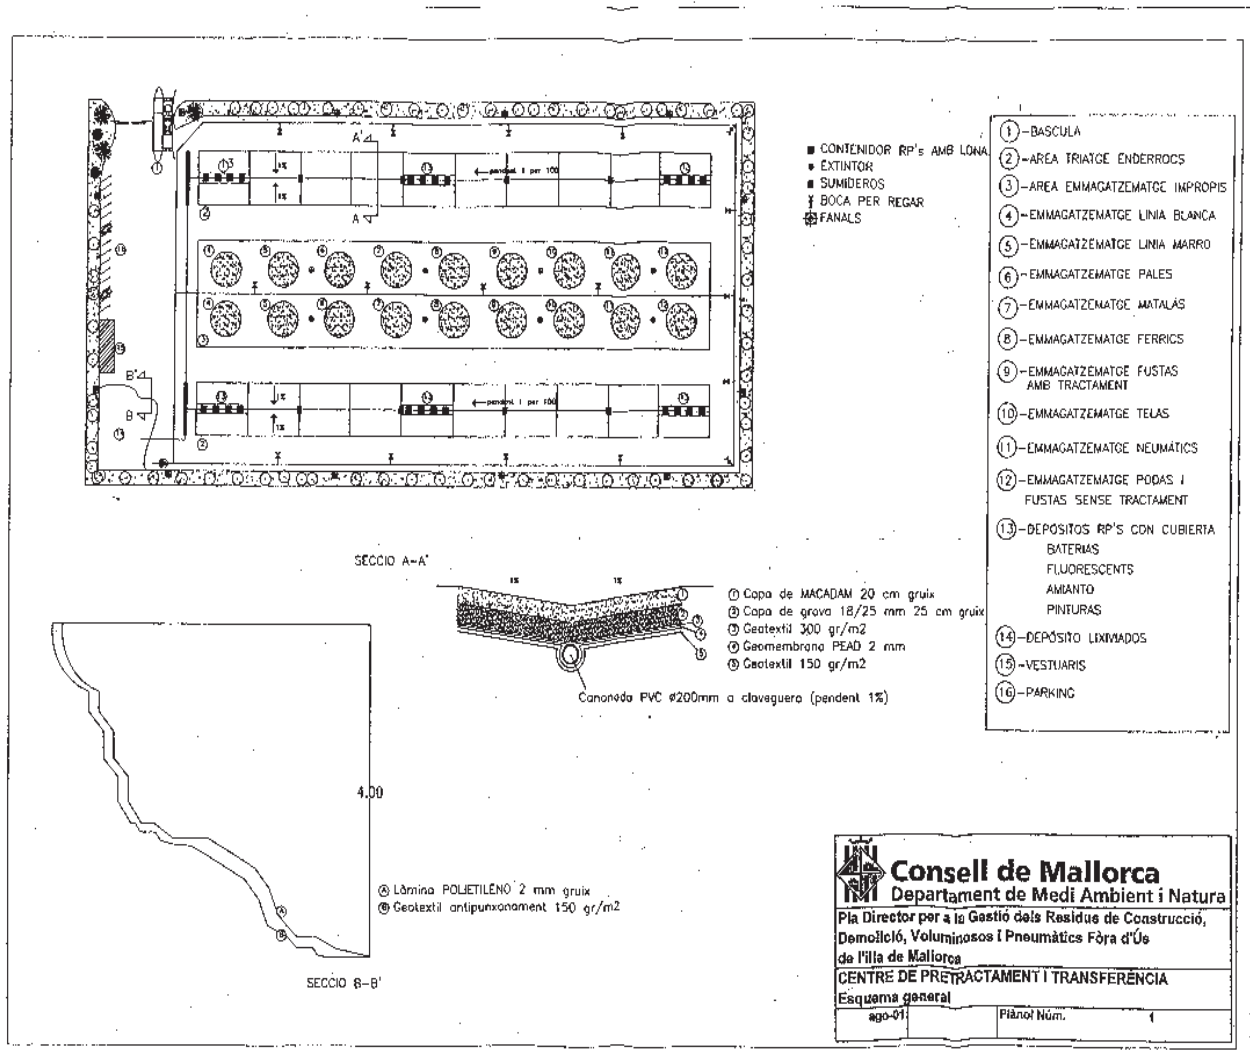 A'
A
1%
1%
pendent 1 per 100
B'
B
1%
1%
pendent 1 per 100
CONTENIDOR RP's AMB LONA
EXTINTOR
SUMIDEROS
BOCA PER REGAR
FANALS
1-BASCULA
2-AREA TRIATGE ENDERROCS
3-AREA EMMAGATZEMATGE IMPROPIS
4-EMMAGATZEMATGE LINIA BLANCA
5-EMMAGATZEMATGE LINIA MARRO
6-EMMAGATZEMATGE PALES
7-EMMAGATZEMATGE MATALAS
8-EMMAGATZEMATGE FERRICS
9-EMMAGATZEMATGE FUSTAS
AMB TRACTAMENT
10-EMMAGATZEMATGE TELAS
11-EMMAGATZEMATGE NEUMÀTICS
12-EMMAGATZEMATGE PODAS I
FUSTAS SENSE TRACTAMENT
13-DEPOSITOS RP'S CON CUBIERTA
BATERIAS
FLUORESCENTS
AMIANTO
PINTURAS
14-DEPÓSITO LIXIVIADOS
15-VESTUARIS
16-PARKING
SECCIO A-A'
1%
1%
1 Capa de MACADAM 20 cm gruix
2 Capa de grava 18/25 mm 25 cm gruix
3 Geotextil 300 gr/m2
4 Geomembrana PEAD 2 mm
5 Geotextil 150 gr/m2
Canonada PVC ø200mm a claveguera (pendent 1%)
4.00
A Làmina POLIETILENO 2 mm gruix
B Geotextil antipunxonament 150 gr/m2
A
B
SECCIO B-B'
Consell de Mallorca
Departament de Medi Ambient i Natura
Pla Director per a la Gestió dels Residus de Construcció,
Demolició, Voluminosos i Pneumàtics Fòra d'Ús
de l'illa de Mallorca
CENTRE DE PRETRACTAMENT I TRANSFERÈNCIA
Esquema general
ago-01
Plànol Núm. 1